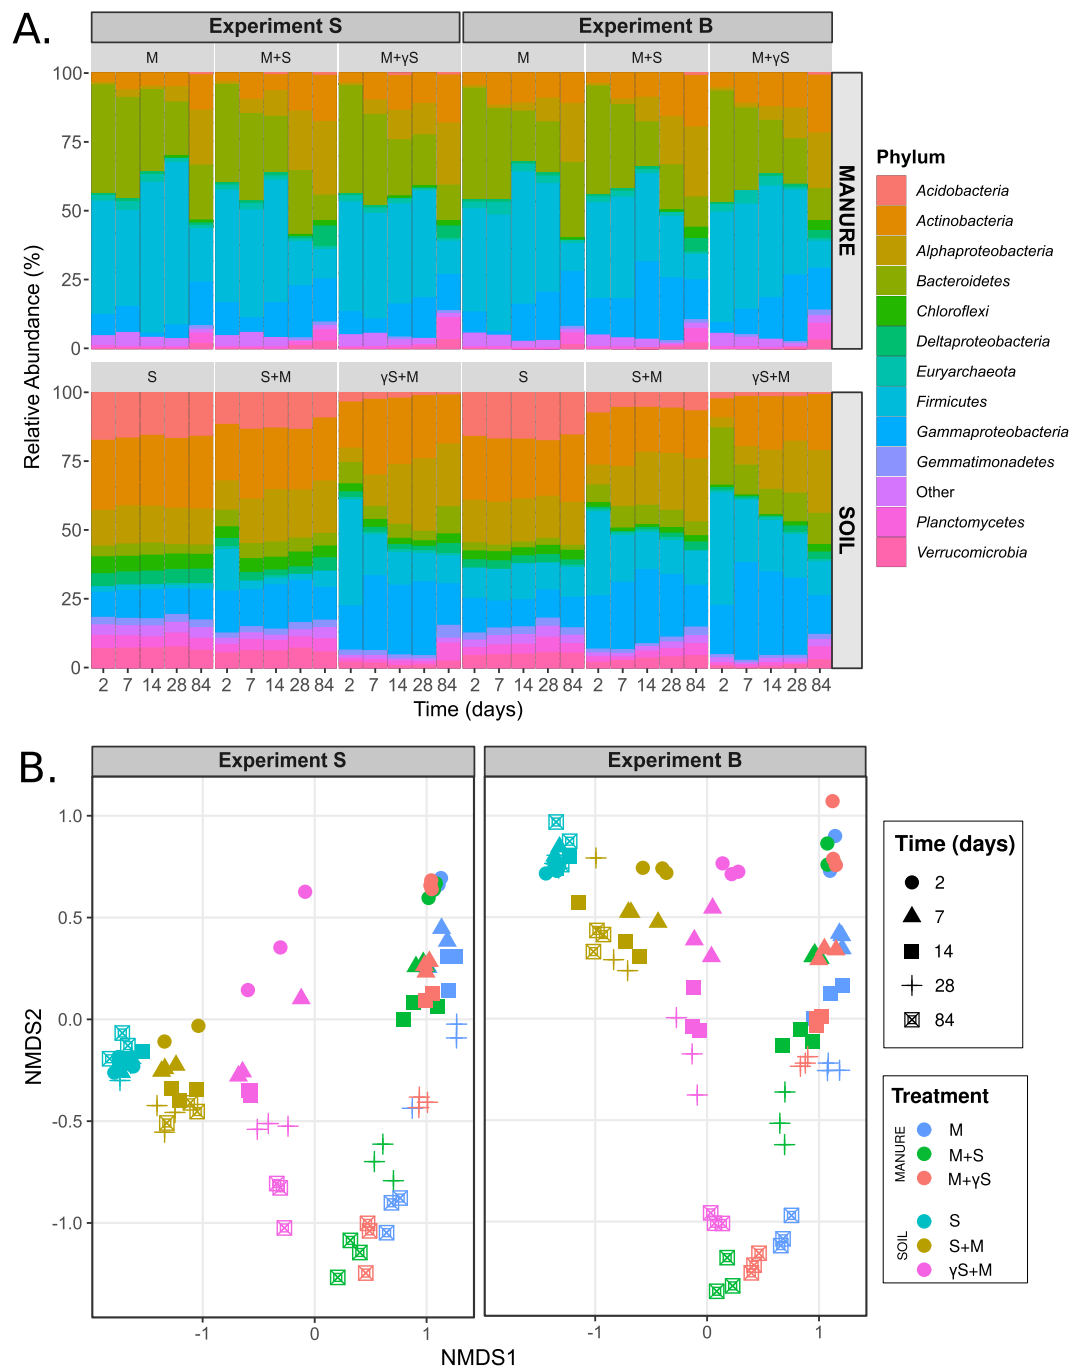 A.
Experiment S
Experiment B
M
M+S
M+γS
M
M+S
M+γS
100
75
50
25
0
MANURE
S
S+M
γS+M
S
S+M
γS+M
100
75
50
25
0
SOIL
Relative Abundance (%)
2 7 14 28 84 2 7 14 28 84 2 7 14 28 84 2 7 14 28 84 2 7 14 28 84 2 7 14 28 84
Time (days)
Phylum
Acidobacteria
Actinobacteria
Alphaproteobacteria
Bacteroidetes
Chloroflexi
Deltaproteobacteria
Euryarchaeota
Firmicutes
Gammaproteobacteria
Gemmatimonadetes
Other
Planctomycetes
Verrucomicrobia
B.
Experiment S
Experiment B
1.0
0.5
0.0
-0.5
-1.0
NMDS2
-1 0 1 -1 0 1
NMDS1
Time (days)
2
7
14
28
84
Treatment
MANURE
M
M+S
M+γS
SOIL
S
S+M
γS+M